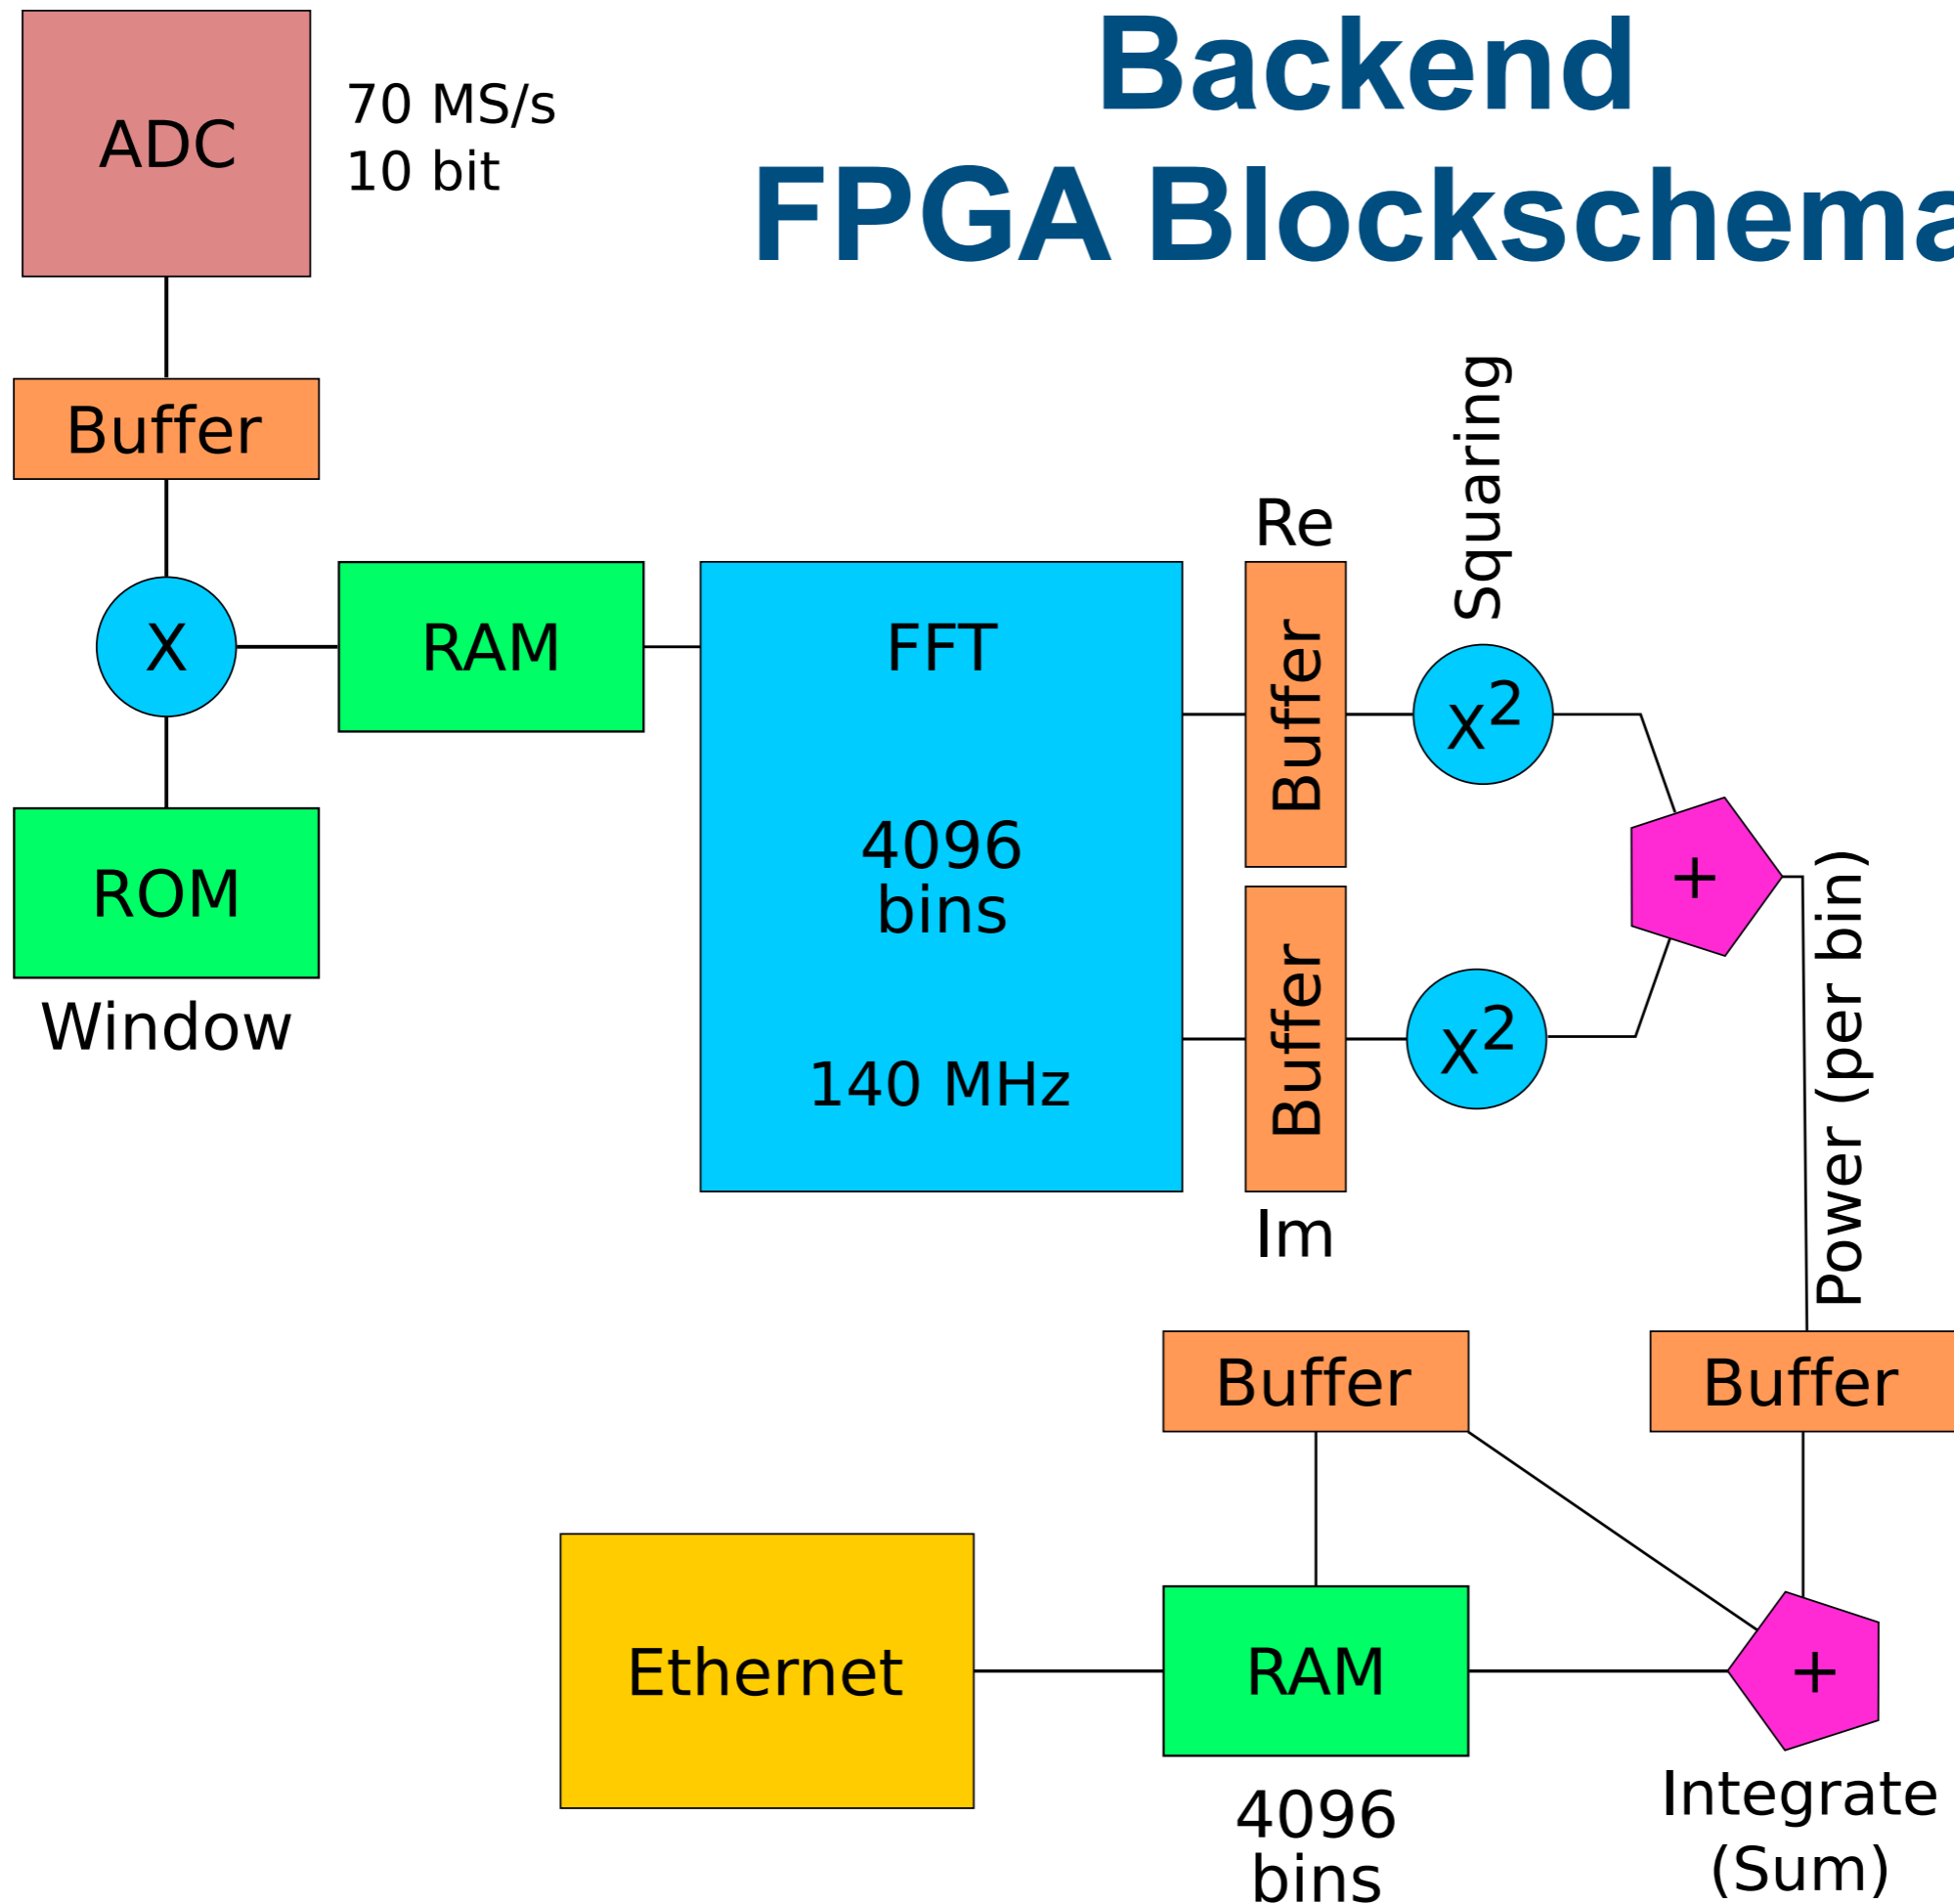 Backend
FPGA Blockschema
ADC
70 MS/s
10 bit
Buffer
X
RAM
ROM
Window
FFT
4096
bins
140 MHz
Re
Buffer
Buffer
Im
Squaring
x²
x²
+
Power (per bin)
Buffer
Buffer
Ethernet
RAM
4096
bins
+
Integrate
(Sum)